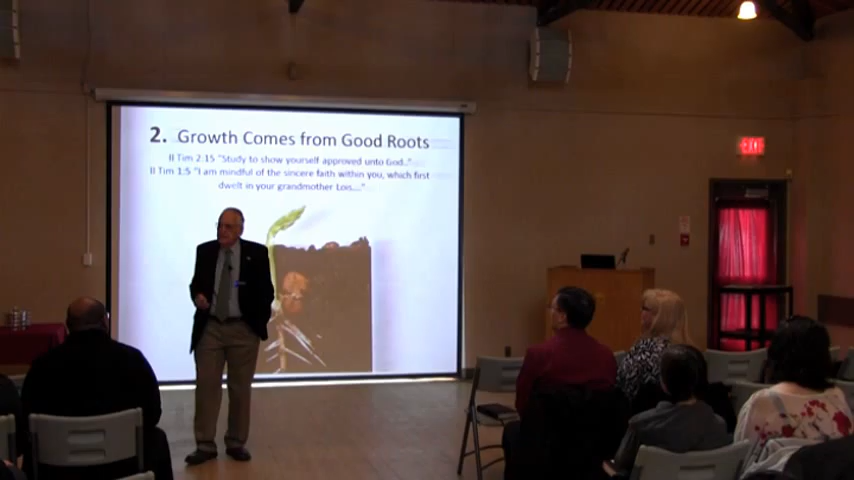 2. Growth Comes from Good Roots
II Tim 2:15 "Study to show yourself approved unto God.."
II Tim 1:5 "I am mindful of the sincere faith within you, which first
dwelt in your grandmother Lois...."
EXIT